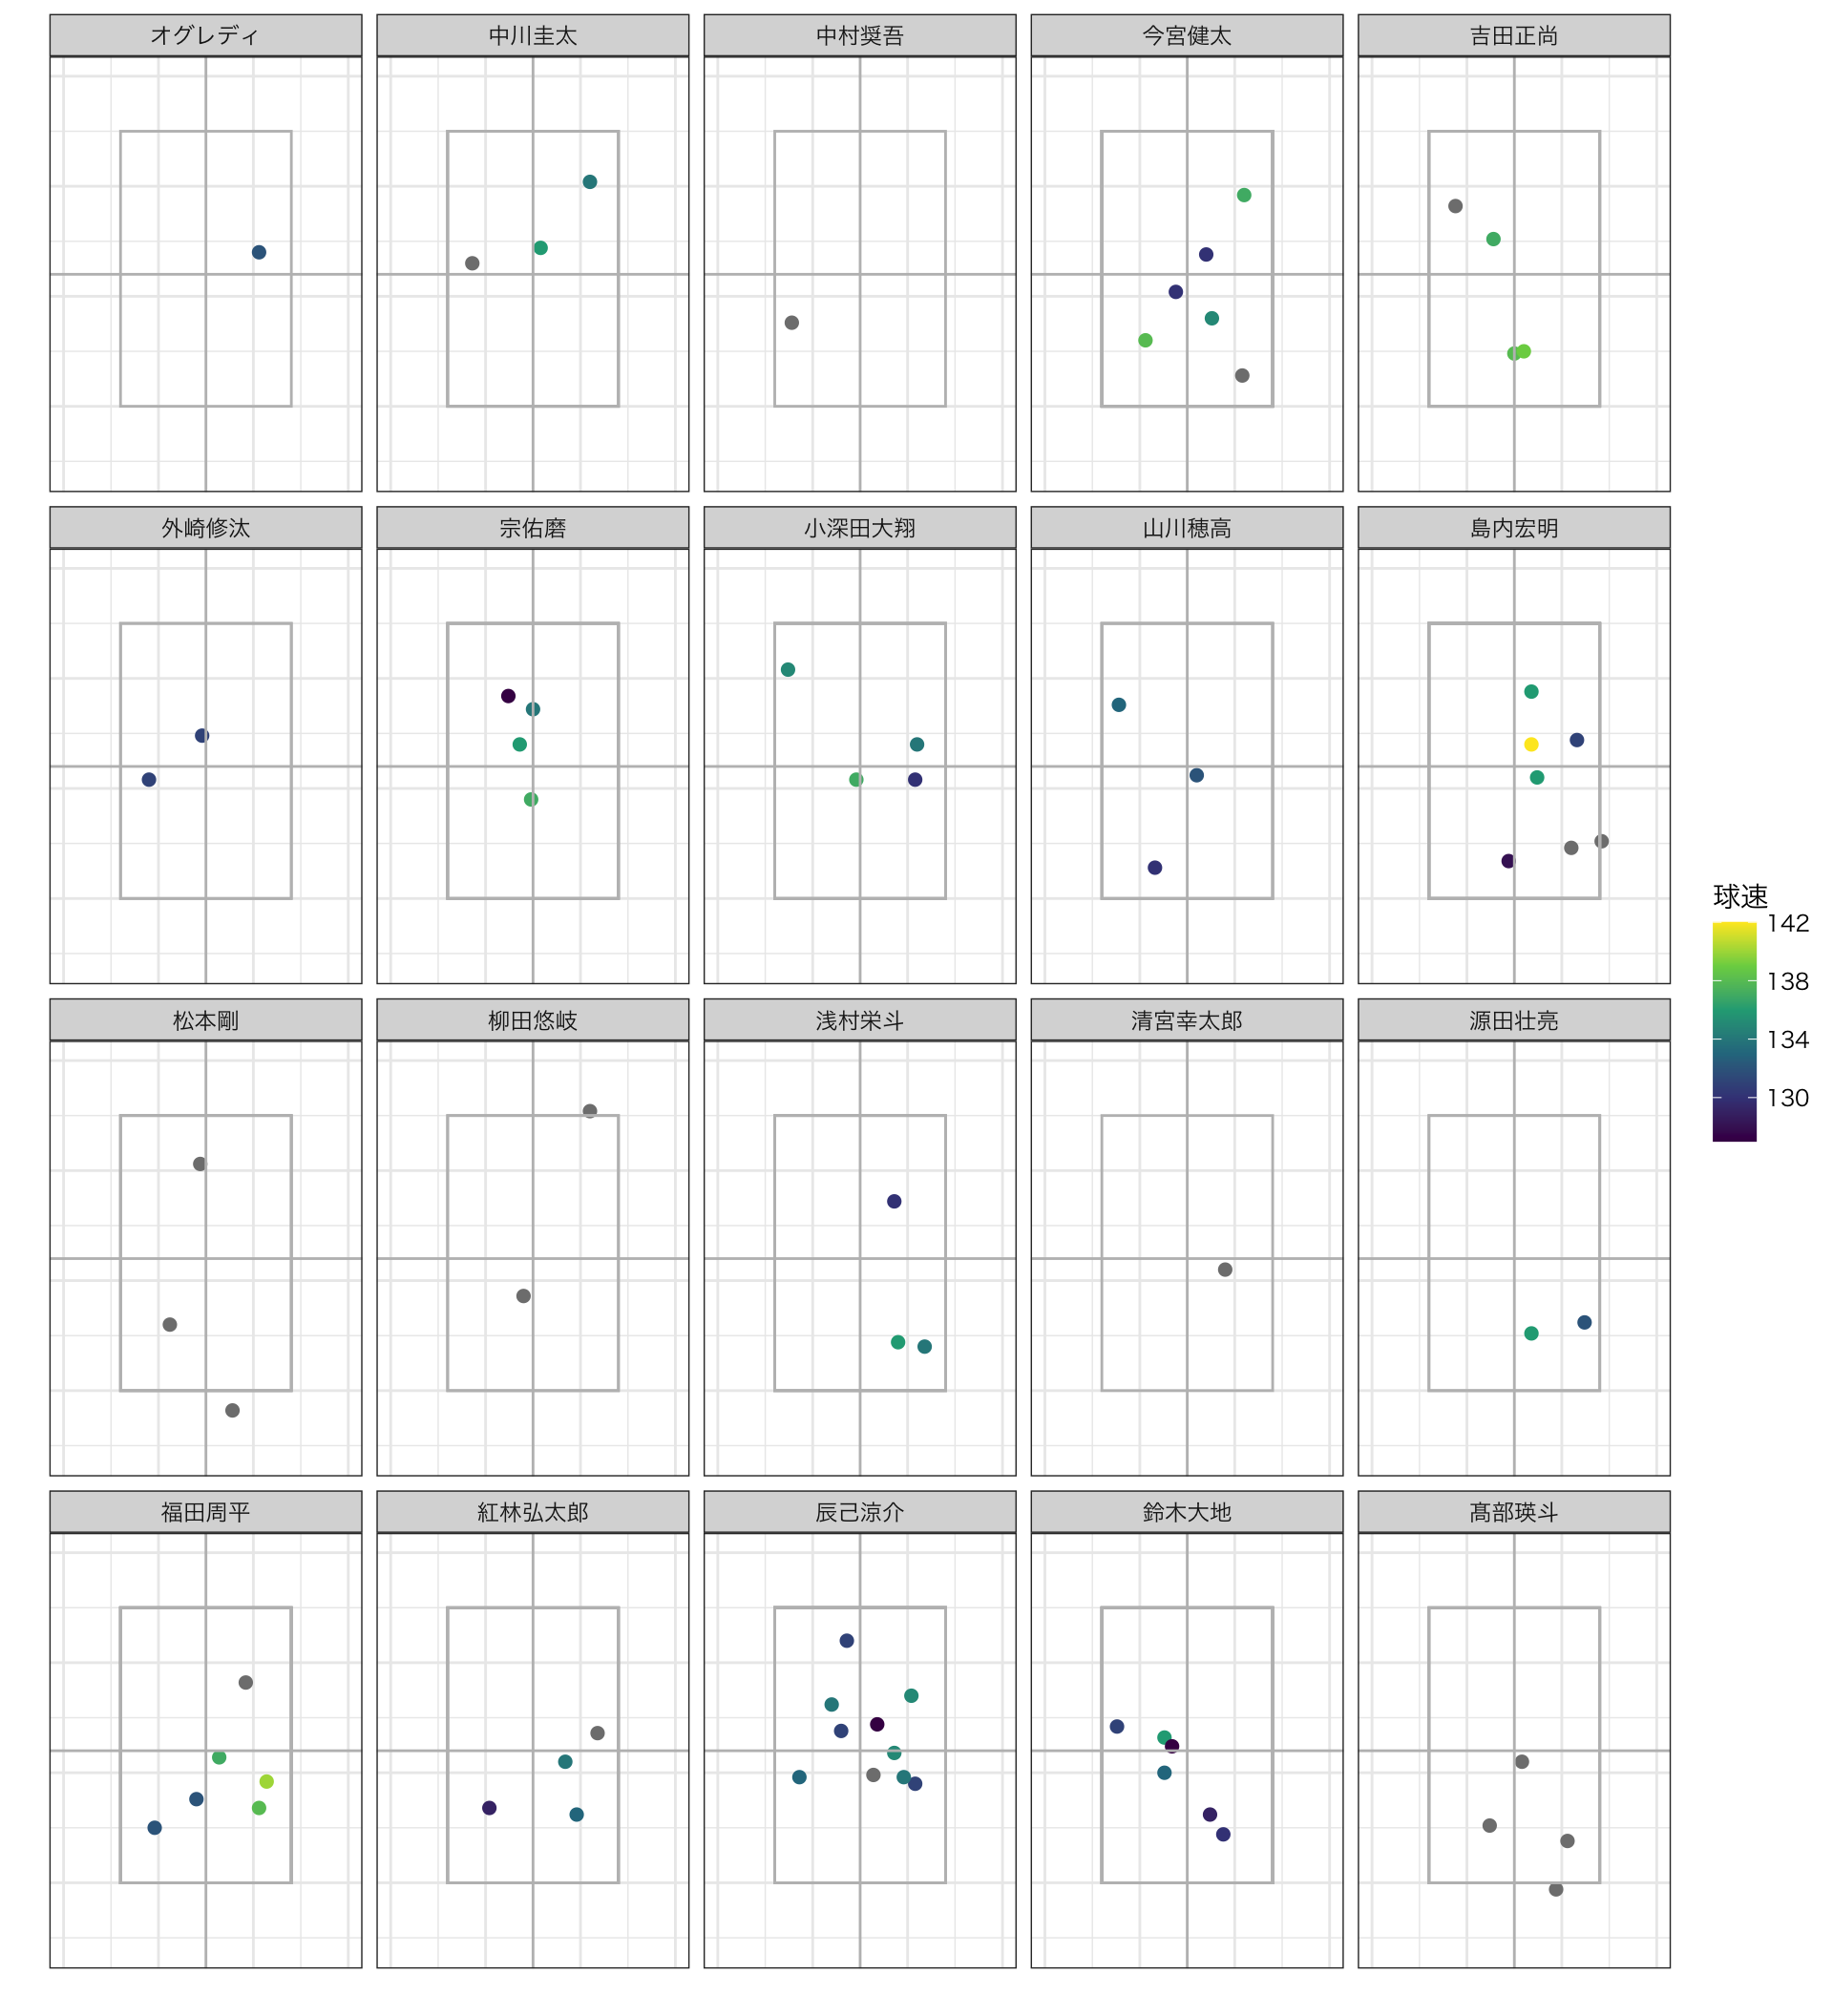 オグレディ
中川圭太
中村奨吾
今宮健太
吉田正尚
外崎修汰
宗佑磨
小深田大翔
山川穂高
島内宏明
松本剛
柳田悠岐
浅村栄斗
清宮幸太郎
源田壮亮
福田周平
紅林弘太郎
辰己涼介
鈴木大地
髙部瑛斗
球速
142
138
134
130